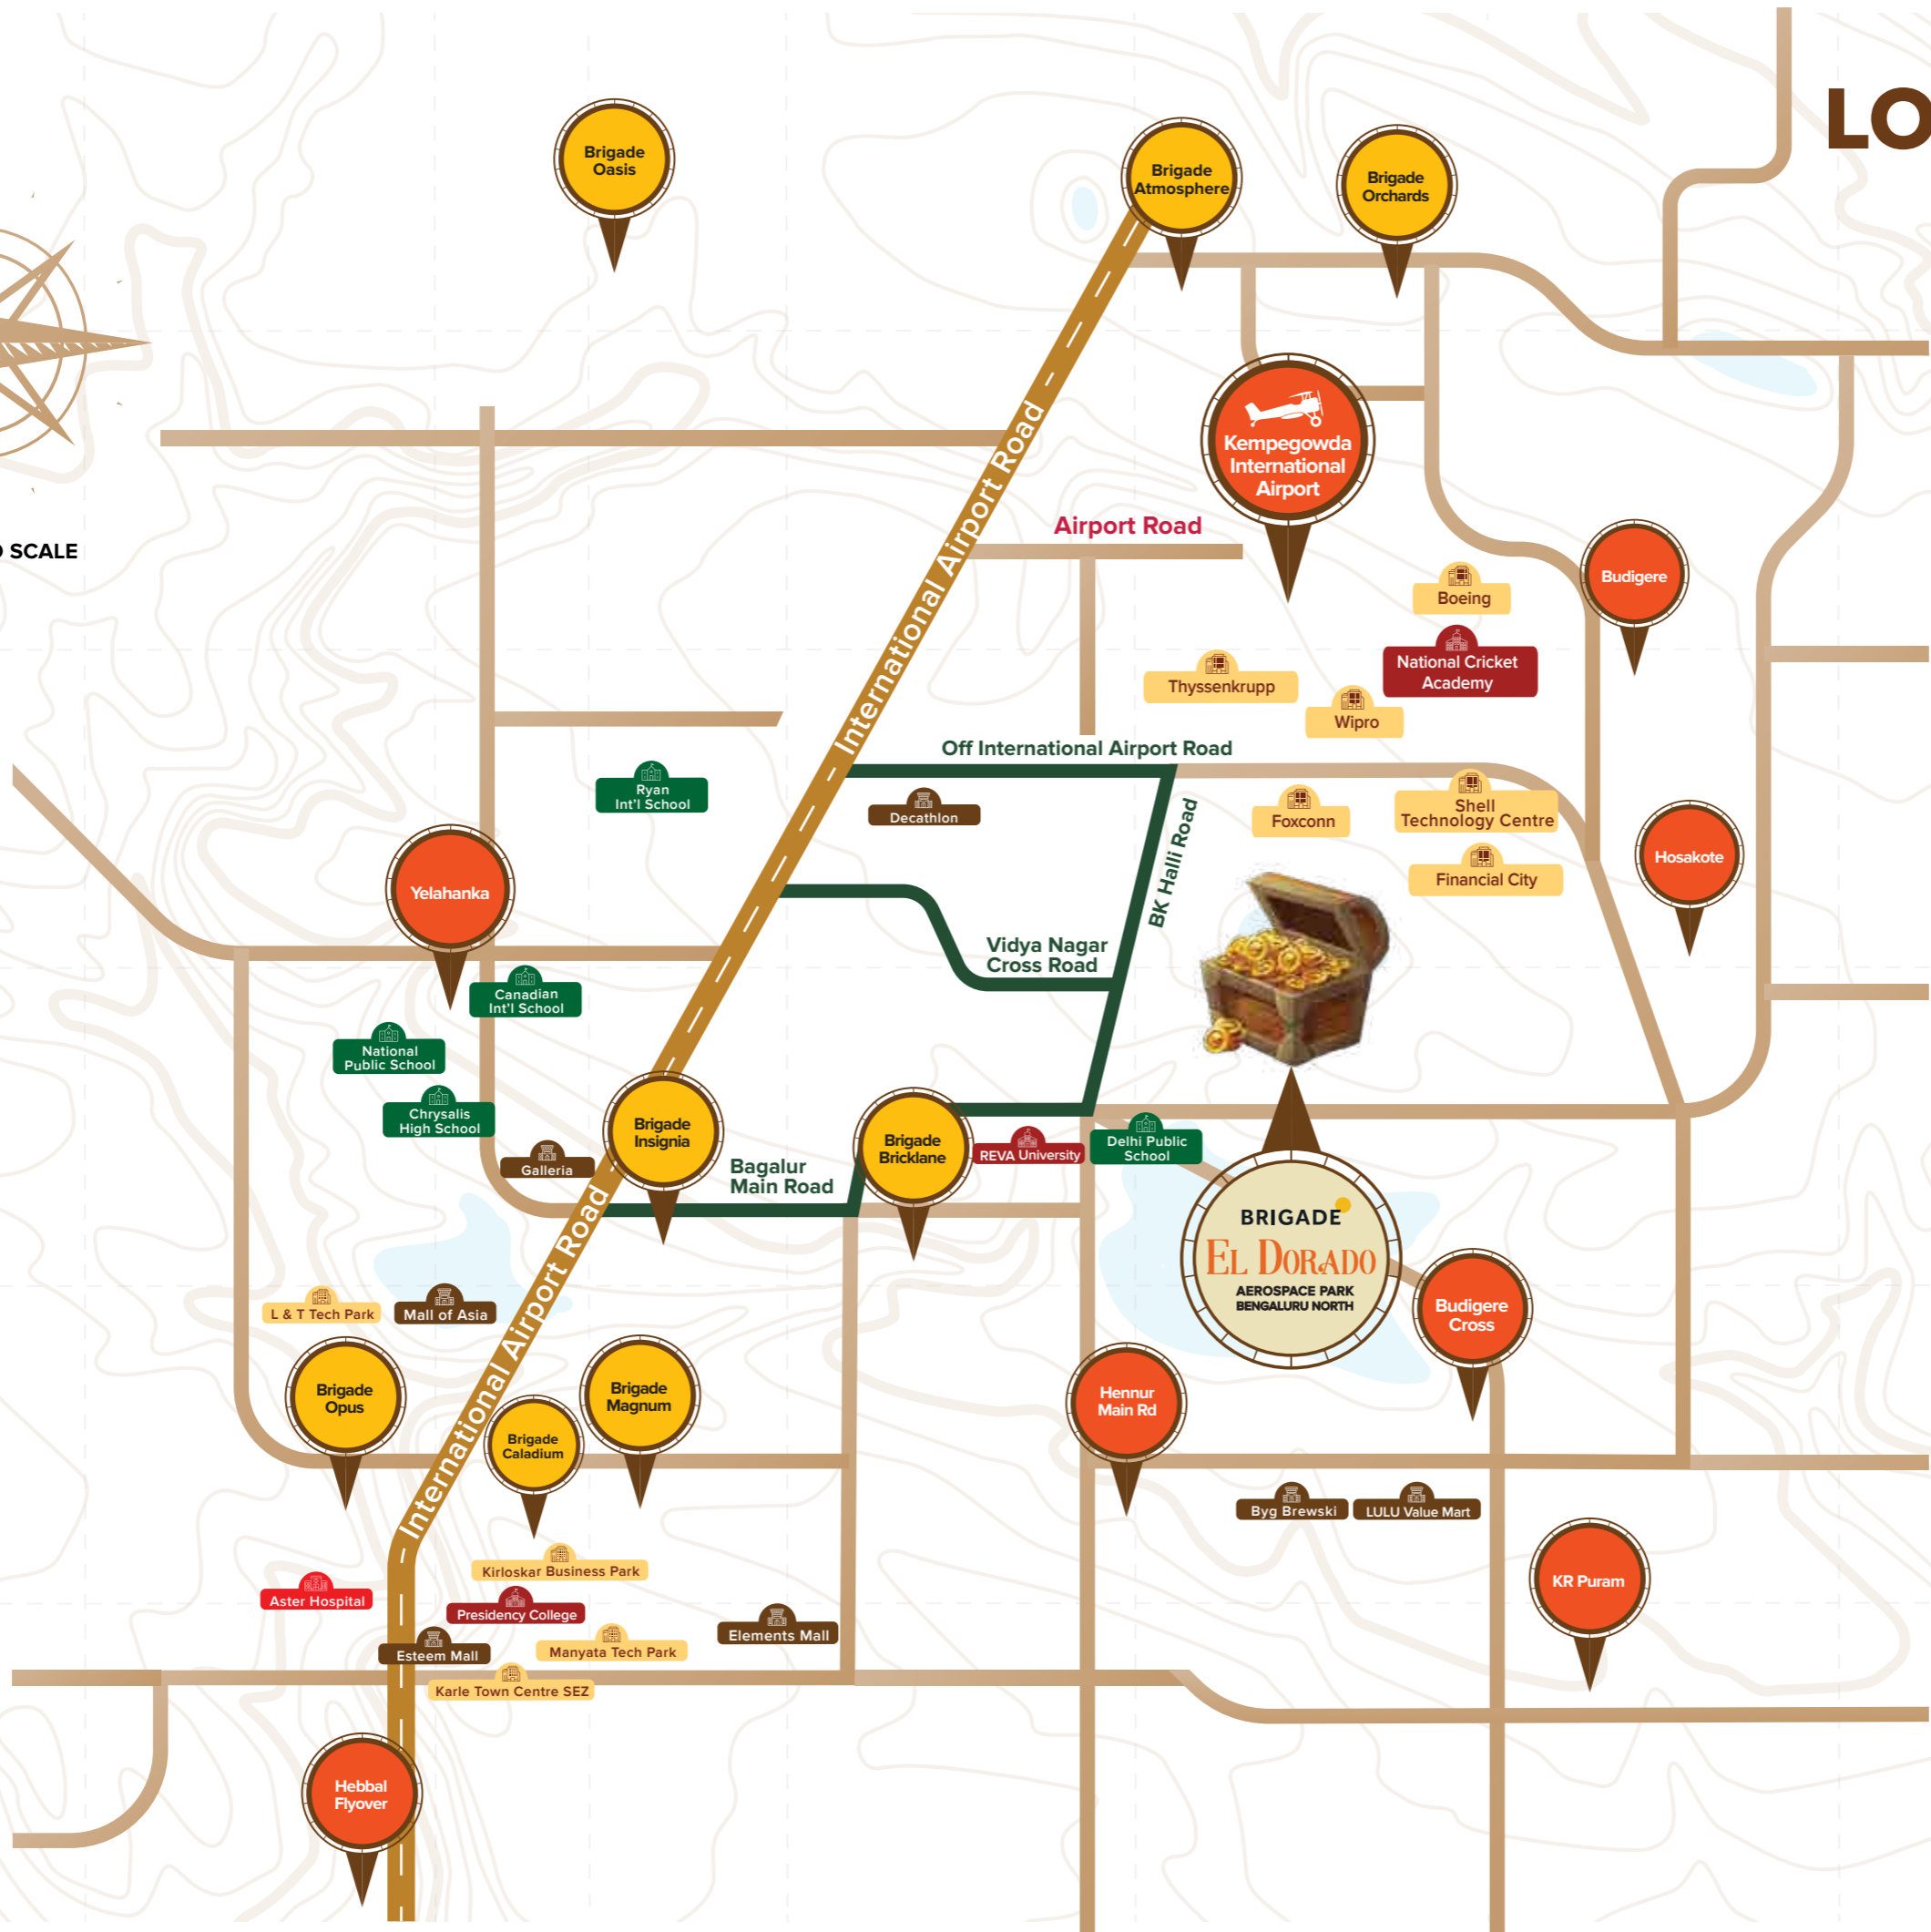 LO
Brigade
Oasis
Brigade
Atmosphere
Brigade
Orchards
Kempegowda
International
Airport
International Airport Road
Airport Road
SCALE
Budigere
Boeing
National Cricket
Academy
Thyssenkrupp
Wipro
Off International Airport Road
Ryan
Int'l School
Decathlon
BK Halli Road
Foxconn
Shell
Technology Centre
Financial City
Hosakote
Yelahanka
Vidya Nagar
Cross Road
Canadian
Int'l School
National
Public School
Chrysalis
High School
Galleria
Brigade
Insignia
Bagalur
Main Road
Brigade
Bricklane
REVA University
Delhi Public
School
BRIGADE
EL DORADO
AEROSPACE PARK
BENGALURU NORTH
Budigere
Cross
International Airport Road
L & T Tech Park
Mall of Asia
Brigade
Opus
Brigade
Caladium
Brigade
Magnum
Hennur
Main Rd
Byg Brewski
LULU Value Mart
KR Puram
Kirloskar Business Park
Aster Hospital
Presidency College
Esteem Mall
Manyata Tech Park
Elements Mall
Karle Town Centre SEZ
Hebbal
Flyover